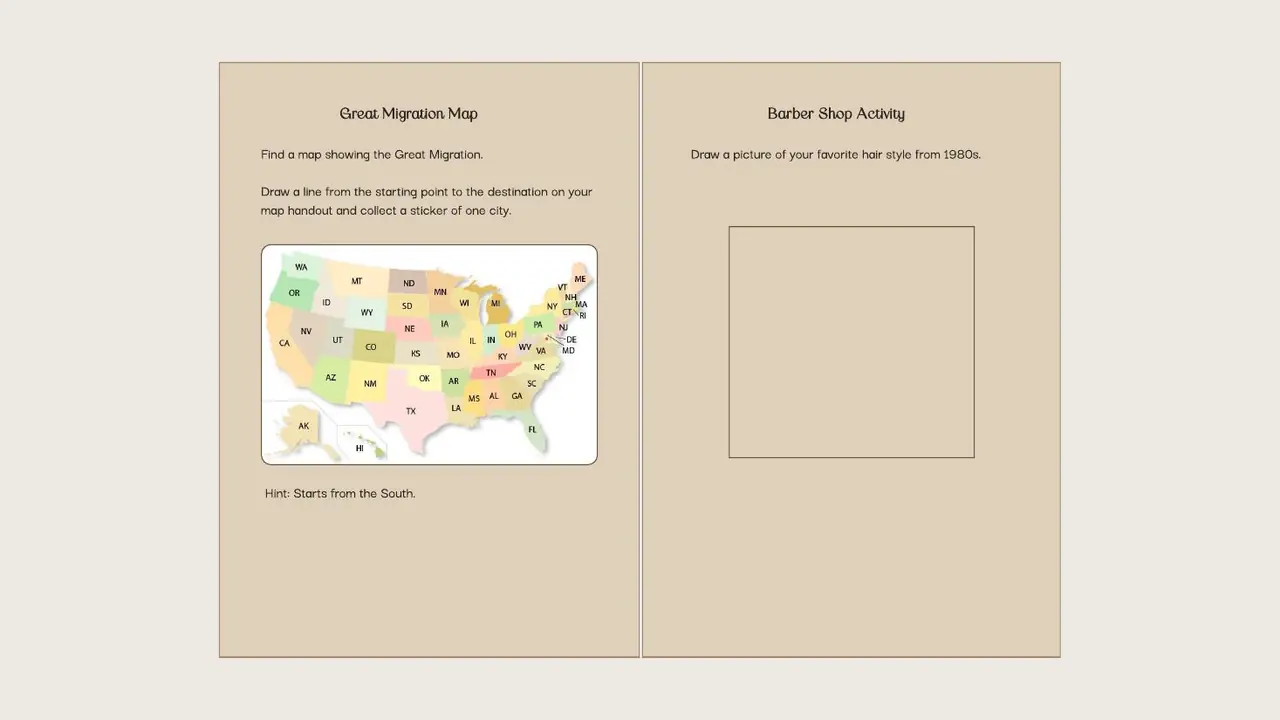 Great Migration Map
Find a map showing the Great Migration.
Draw a line from the starting point to the destination on your
map handout and collect a sticker of one city.
WA
OR
CA
NV
ID
MT
WY
UT
CO
AZ
NM
ND
SD
NE
KS
OK
TX
MN
IA
MO
AR
LA
WI
IL
MI
IN
OH
KY
TN
MS
AL
GA
FL
SC
NC
VA
WV
PA
NY
VT
NH
ME
MA
RI
CT
NJ
DE
MD
AK
HI
Hint: Starts from the South.
Barber Shop Activity
Draw a picture of your favorite hair style from 1980s.